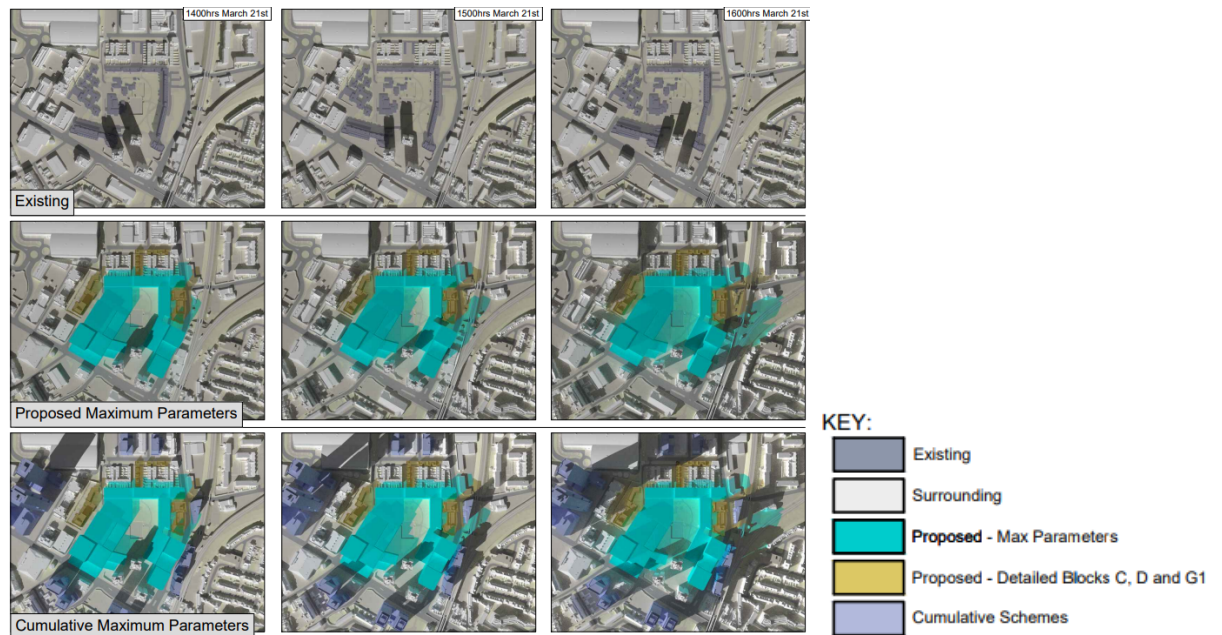 1400hrs March 21st
1500hrs March 21st
1600hrs March 21st
Existing
Proposed Maximum Parameters
Cumulative Maximum Parameters
KEY:
Existing
Surrounding
Proposed - Max Parameters
Proposed - Detailed Blocks C, D and G1
Cumulative Schemes